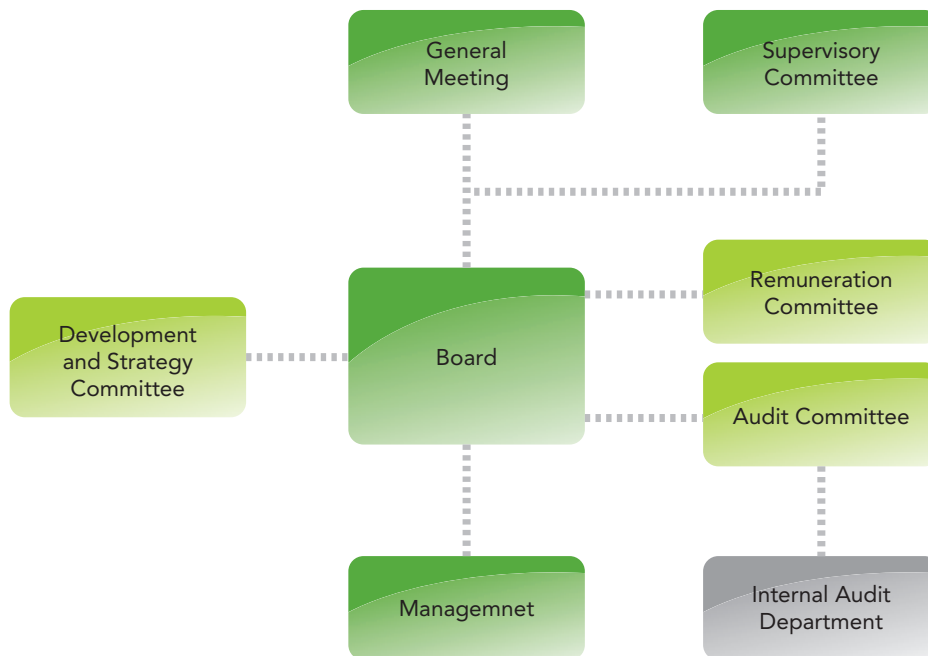 General
Meeting
Supervisory
Committee
Remuneration
Committee
Development
and Strategy
Committee
Board
Audit Committee
Managemnet
Internal Audit
Department